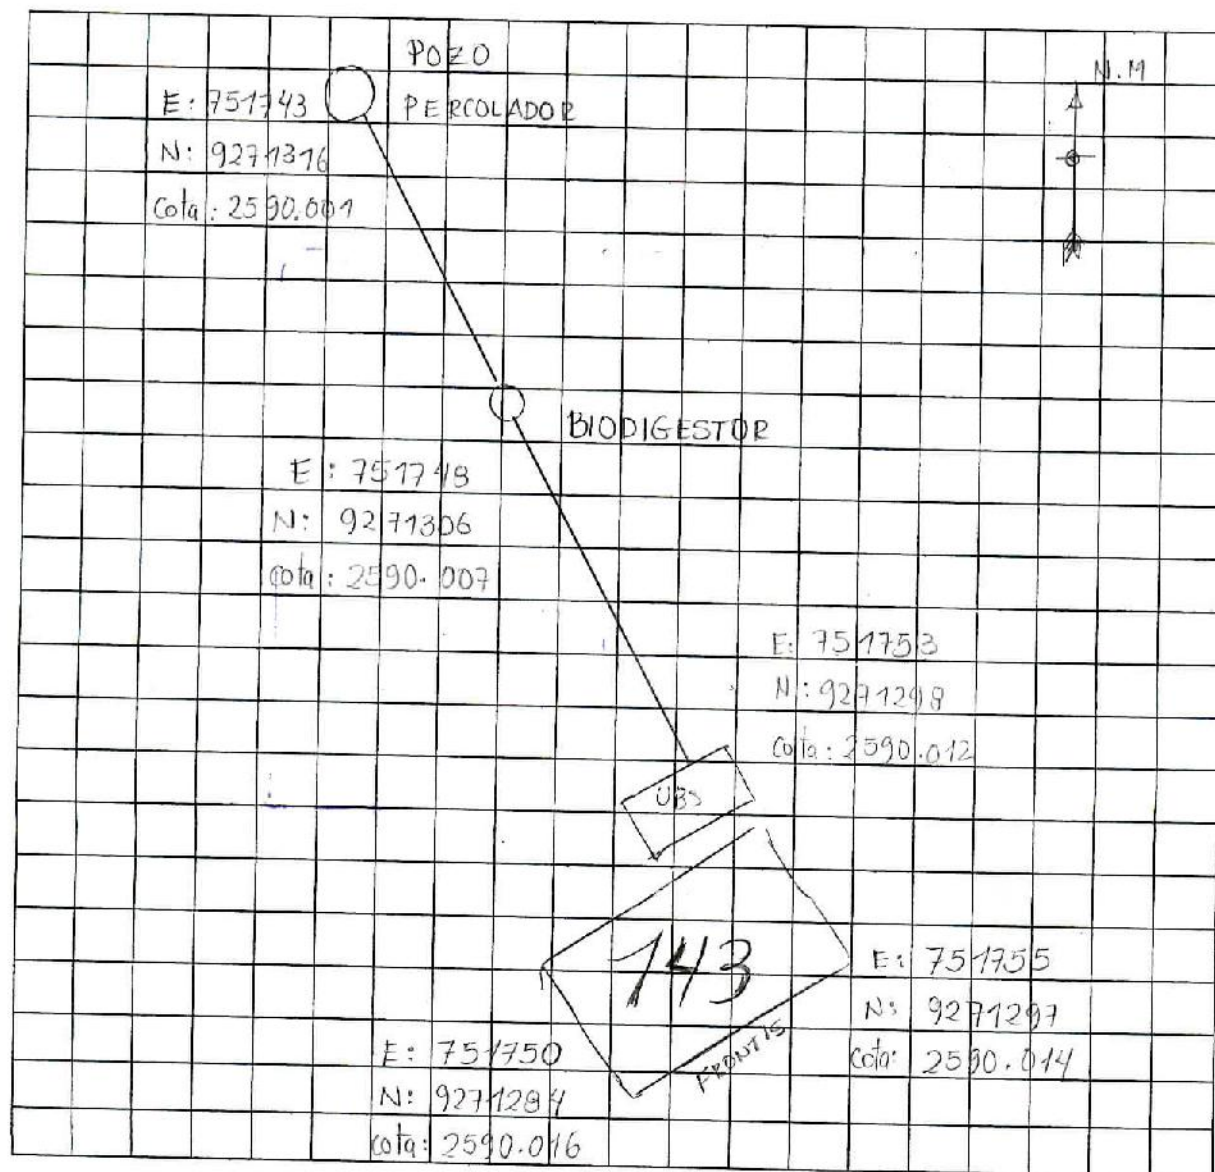 POZO
PERCOLADOR
N.M
E: 751743
N: 9271316
Cota: 2590.001
BIODIGESTOR
E: 751748
N: 9271306
Cota: 2590.007
E: 751753
N: 9271298
Cota: 2590.012
UBS
143
FRONTIS
E: 751755
N: 9271297
Cota: 2590.014
E: 751750
N: 9271284
Cota: 2590.016